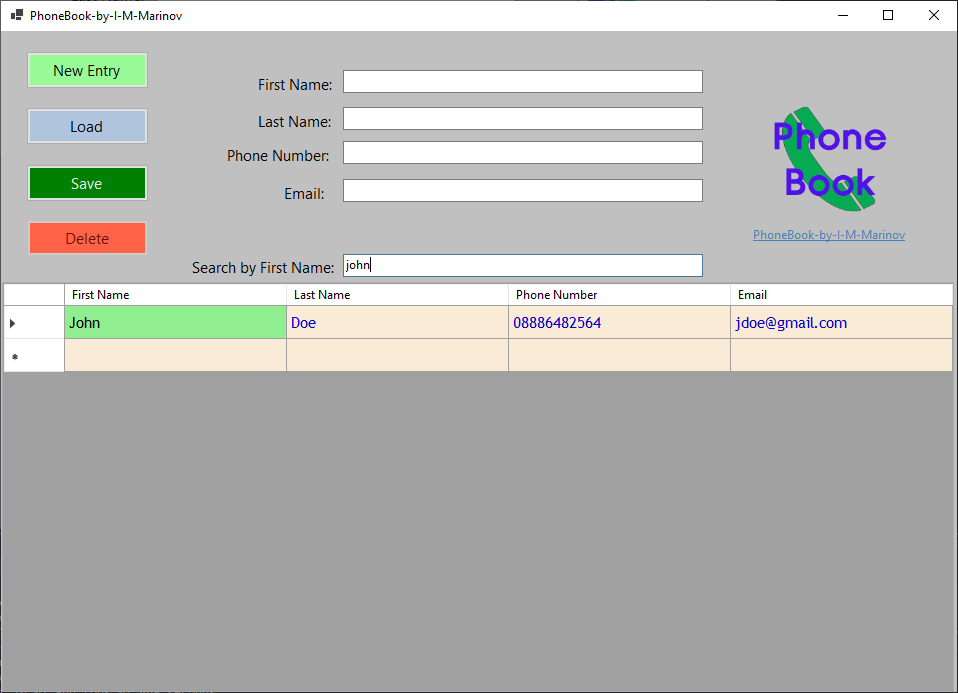 PhoneBook-by-I-M-Marinov
New Entry
Load
Save
Delete
First Name:
Last Name:
Phone Number:
Email:
Search by First Name: john
Phone
Book
PhoneBook-by-I-M-Marinov
First Name Last Name Phone Number Email
John Doe 08886482564 jdoe@gmail.com